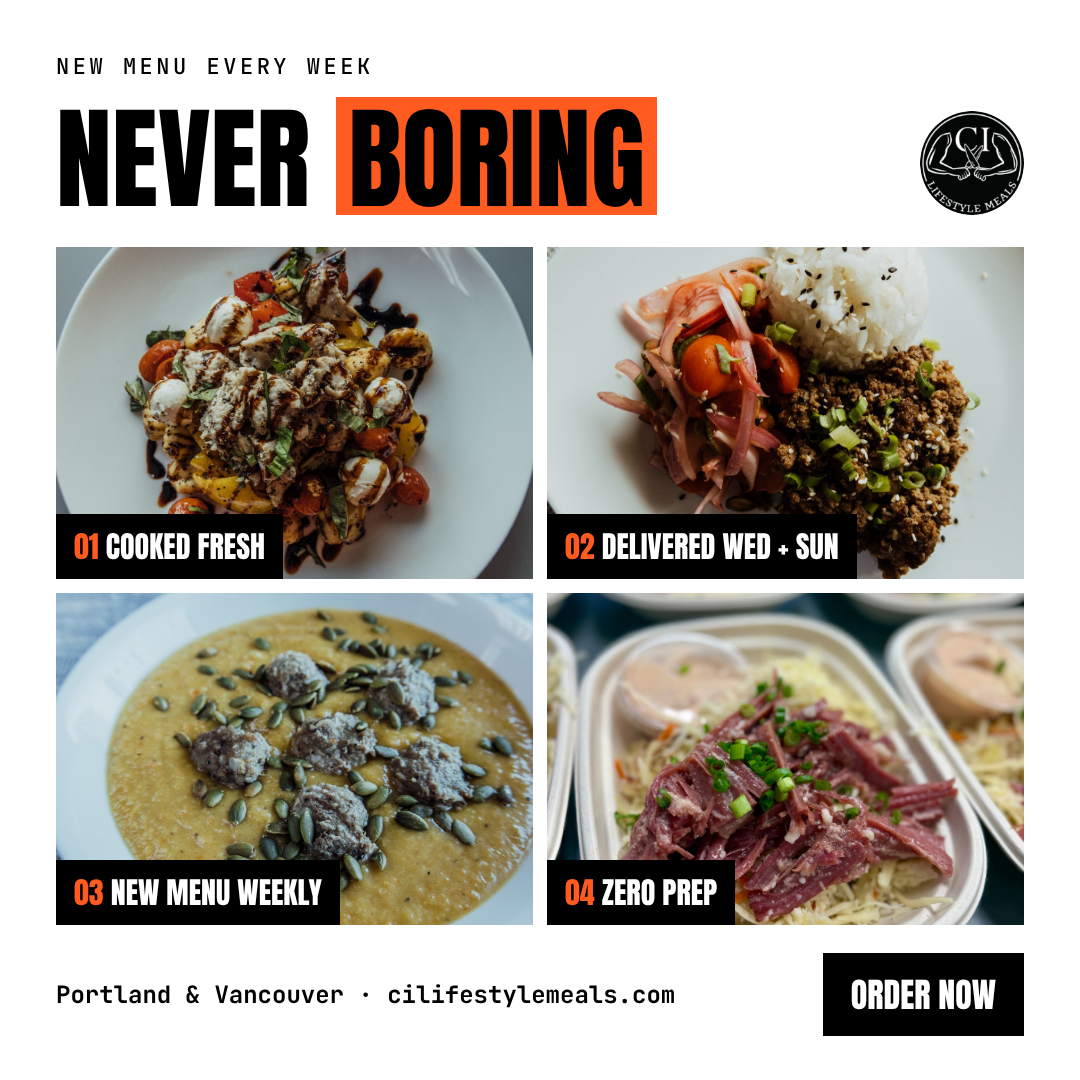 NEW MENU EVERY WEEK
NEVER BORING
CI
LIFESTYLE MEALS
01 COOKED FRESH
02 DELIVERED WED + SUN
03 NEW MENU WEEKLY
04 ZERO PREP
Portland & Vancouver · cilifestylemeals.com
ORDER NOW